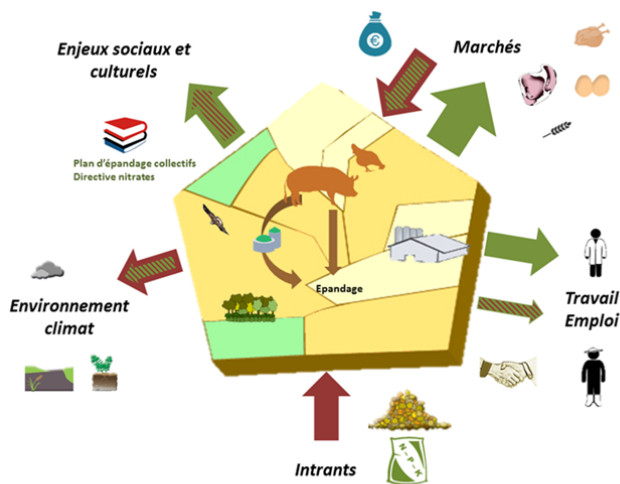 Enjeux sociaux et
culturels
Marchés
€
Plan d'épandage collectifs
Directive nitrates
Epandage
Environnement
climat
Travail
Emploi
Intrants
N-P-K